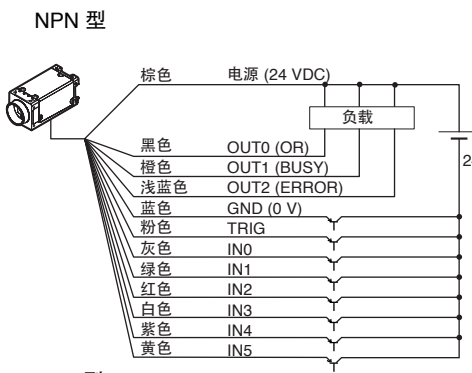 NPN 型
棕色 电源 (24 VDC)
负载
黑色 OUT0 (OR)
橙色 OUT1 (BUSY)
浅蓝色 OUT2 (ERROR)
2
蓝色 GND (0 V)
粉色 TRIG
灰色 IN0
绿色 IN1
红色 IN2
白色 IN3
紫色 IN4
黄色 IN5